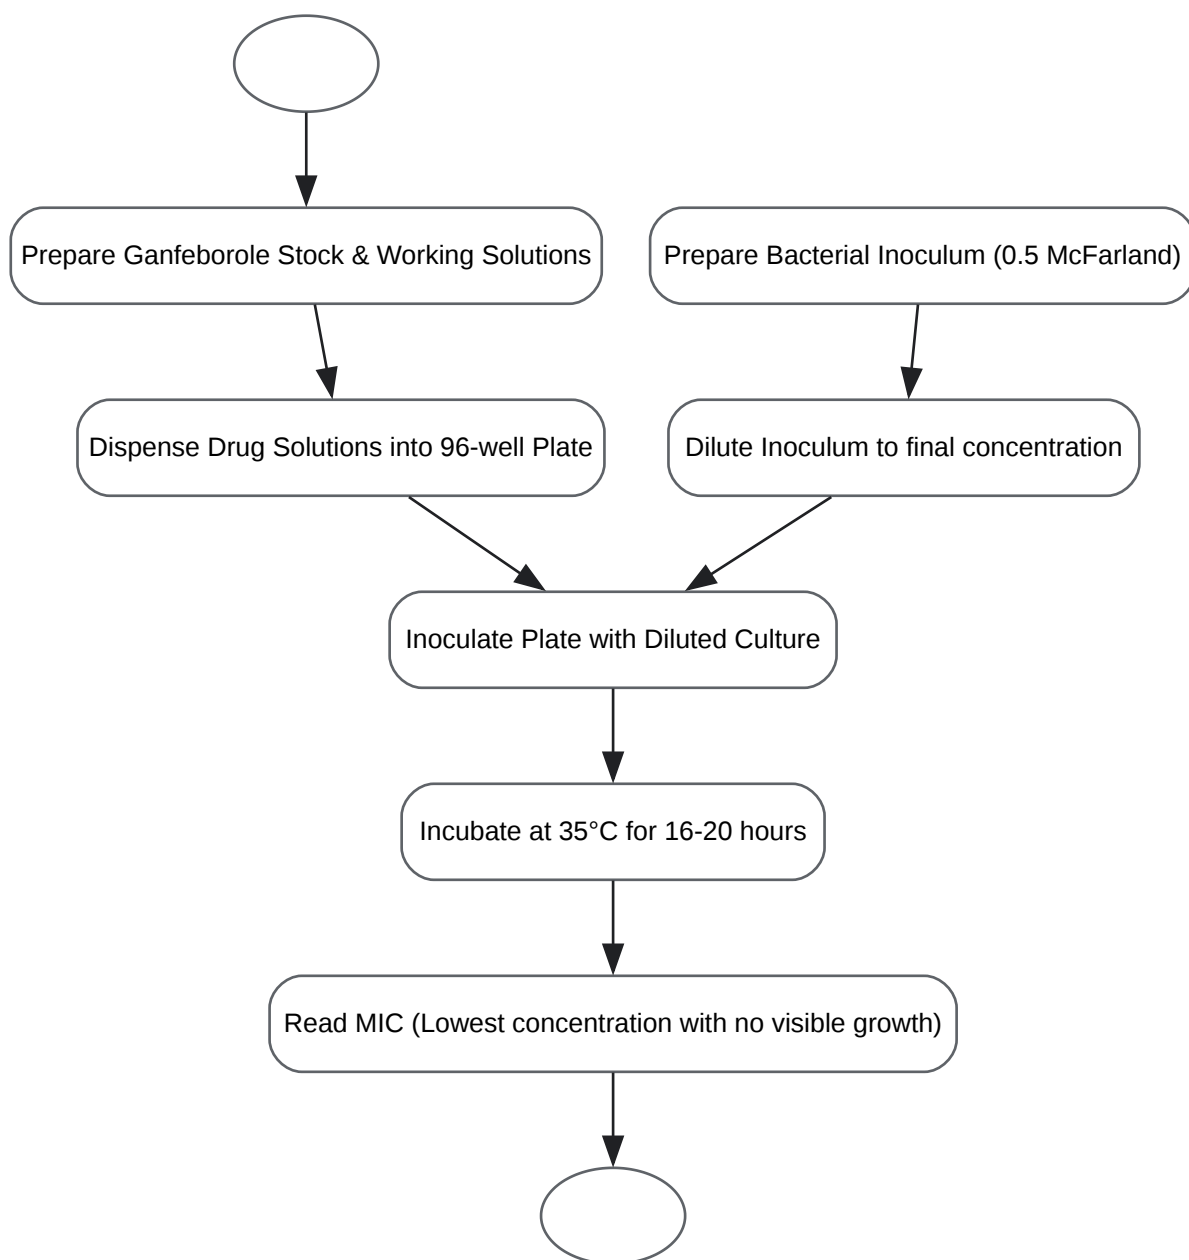 Prepare Ganfeborole Stock & Working Solutions
Prepare Bacterial Inoculum (0.5 McFarland)
Dispense Drug Solutions into 96-well Plate
Dilute Inoculum to final concentration
Inoculate Plate with Diluted Culture
Incubate at 35°C for 16-20 hours
Read MIC (Lowest concentration with no visible growth)